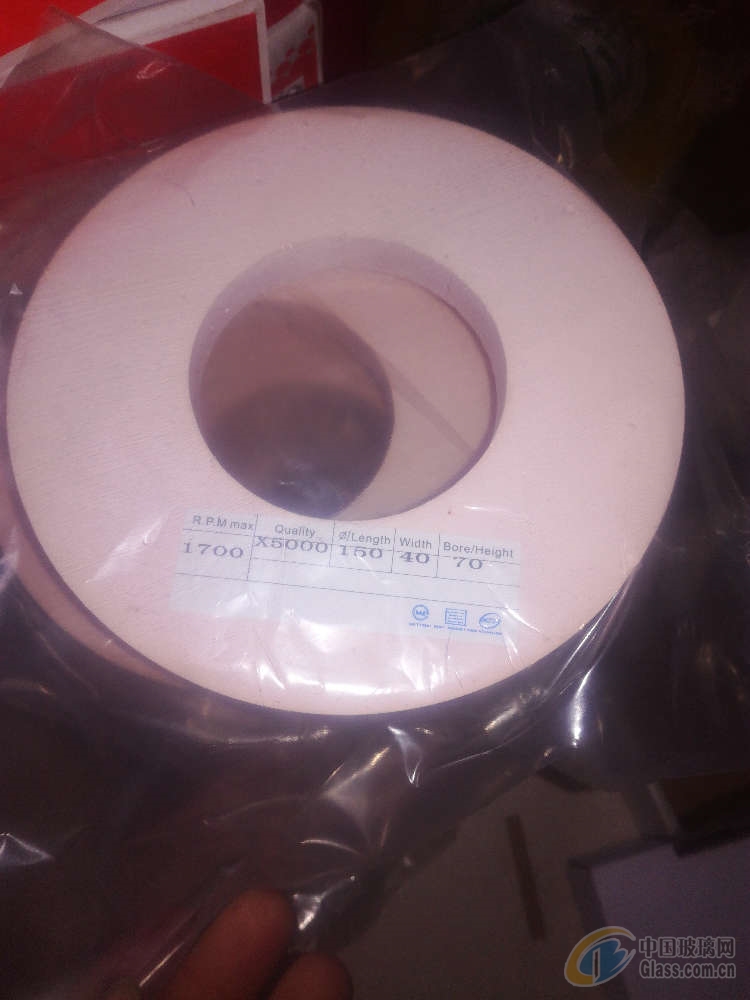 R.P.M max Quality Ø/Length Width Bore/Height
1700 X5000 150 40 70
中国玻璃网
Glass.com.cn